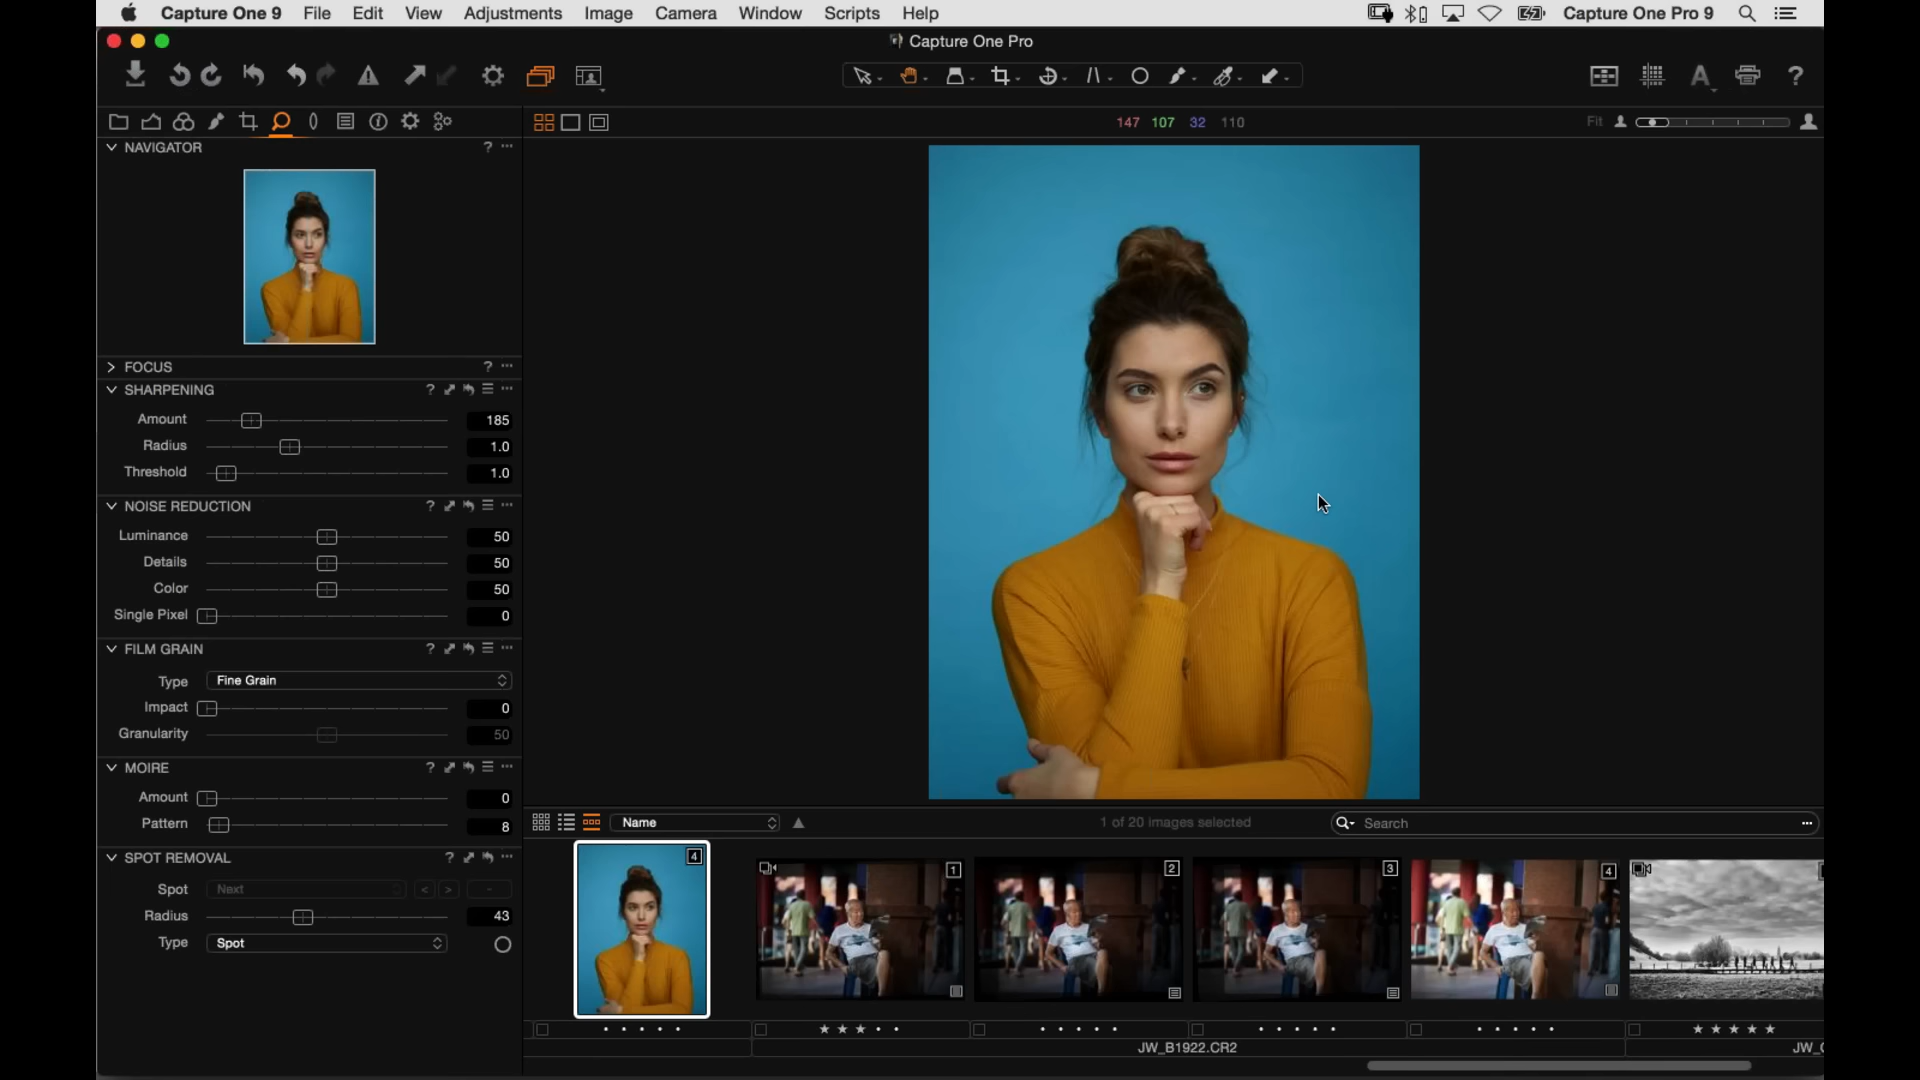 Capture One 9 File Edit View Adjustments Image Camera Window Scripts Help Capture One Pro 9
Capture One Pro
A ?
147 107 32 110 Fit
NAVIGATOR ?
FOCUS ?
SHARPENING ?
Amount 185
Radius 1.0
Threshold 1.0
NOISE REDUCTION ?
Luminance 50
Details 50
Color 50
Single Pixel 0
FILM GRAIN ?
Type Fine Grain
Impact 0
Granularity 50
MOIRE ?
Amount 0
Pattern 8
Name 1 of 20 images selected Search
SPOT REMOVAL ?
4 1 2 3 4
Spot Next < > -
Radius 43
Type Spot
JW_B1922.CR2